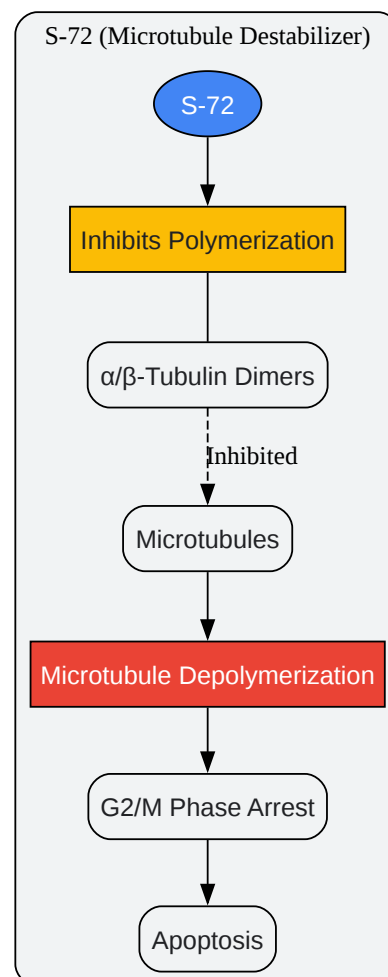 S-72 (Microtubule Destabilizer)
S-72
Inhibits Polymerization
α/β-Tubulin Dimers
Inhibited
Microtubules
Microtubule Depolymerization
G2/M Phase Arrest
Apoptosis